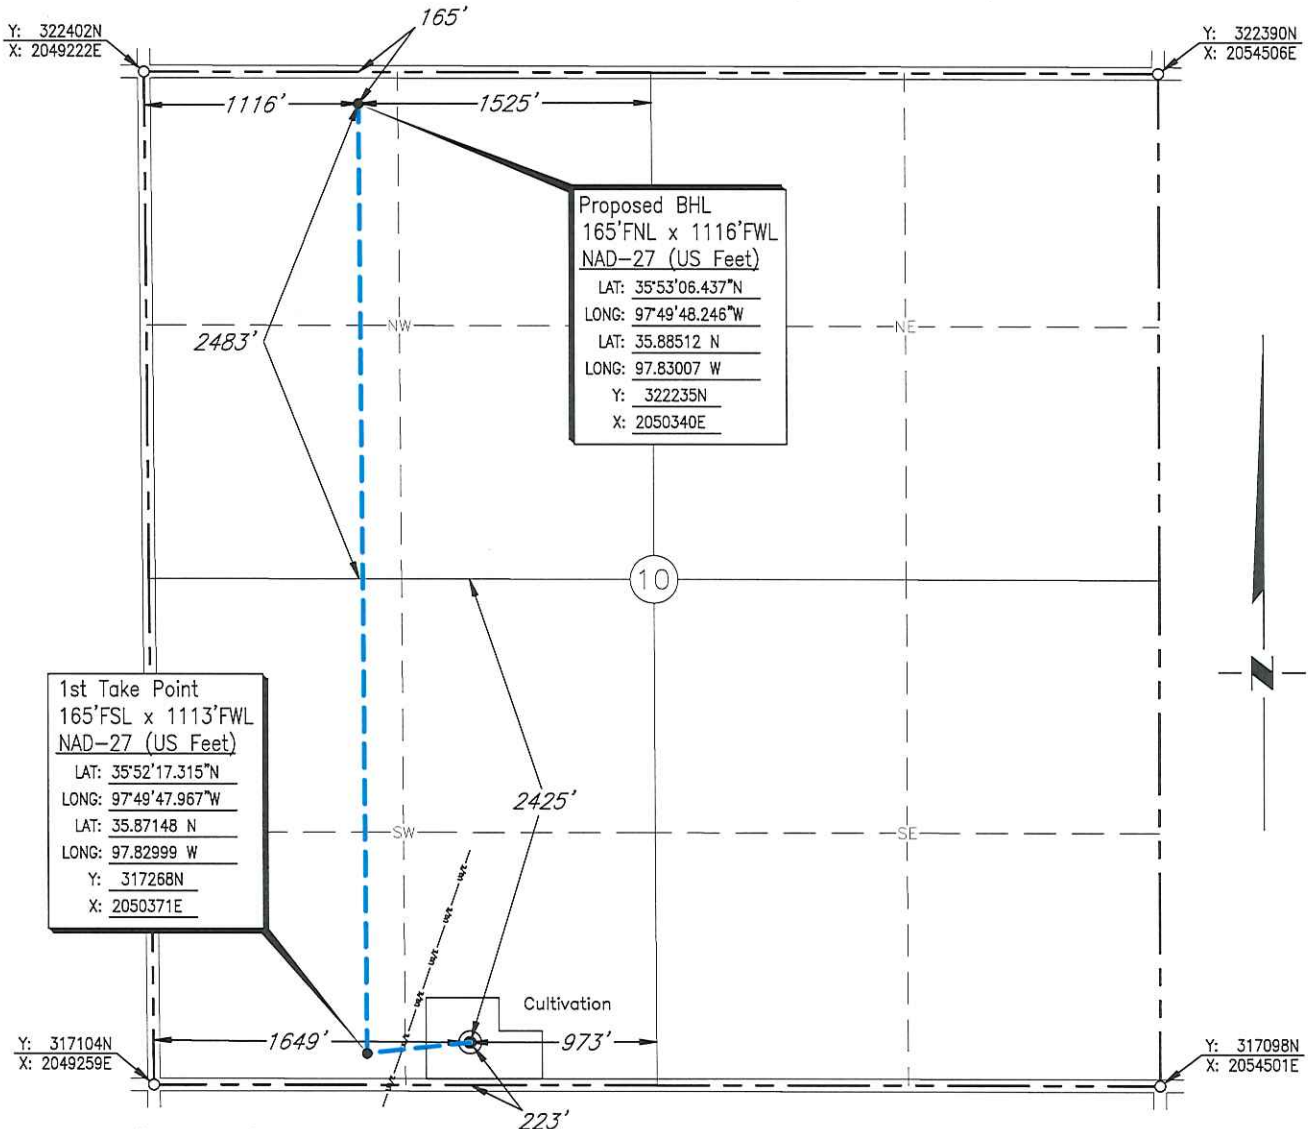 165'
Y: 322402N
X: 2049222E
Y: 322390N
X: 2054506E
1116'
1525'
Proposed BHL
165'FNL x 1116'FWL
NAD-27 (US Feet)
LAT: 35°53'06.437"N
LONG: 97°49'48.246"W
LAT: 35.88512 N
LONG: 97.83007 W
Y: 322235N
X: 2050340E
NW
NE
2483'
10
1st Take Point
165'FSL x 1113'FWL
NAD-27 (US Feet)
LAT: 35°52'17.315"N
LONG: 97°49'47.967"W
LAT: 35.87148 N
LONG: 97.82999 W
Y: 317268N
X: 2050371E
N
2425'
SW
SE
Cultivation
1649'
973'
Y: 317104N
X: 2049259E
Y: 317098N
X: 2054501E
223'